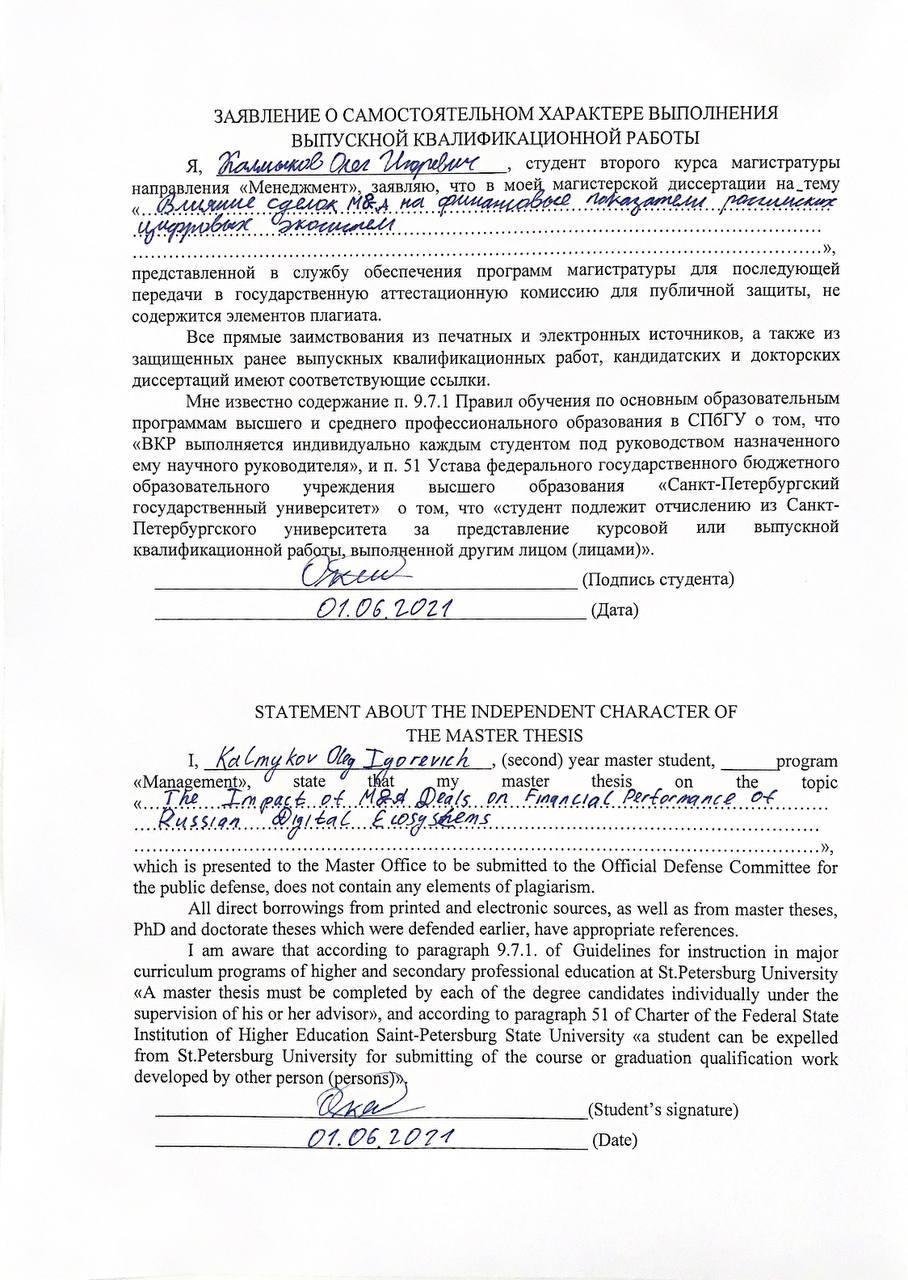 ЗАЯВЛЕНИЕ О САМОСТОЯТЕЛЬНОМ ХАРАКТЕРЕ ВЫПОЛНЕНИЯ
ВЫПУСКНОЙ КВАЛИФИКАЦИОННОЙ РАБОТЫ
Я, Калмыков Олег Игоревич, студент второго курса магистратуры
направления «Менеджмент», заявляю, что в моей магистерской диссертации на тему
« Влияние сделок M&A на финансовые показатели российских
цифровых экосистем
»,
представленной в службу обеспечения программ магистратуры для последующей
передачи в государственную аттестационную комиссию для публичной защиты, не
содержится элементов плагиата.
Все прямые заимствования из печатных и электронных источников, а также из
защищенных ранее выпускных квалификационных работ, кандидатских и докторских
диссертаций имеют соответствующие ссылки.
Мне известно содержание п. 9.7.1 Правил обучения по основным образовательным
программам высшего и среднего профессионального образования в СПбГУ о том, что
«ВКР выполняется индивидуально каждым студентом под руководством назначенного
ему научного руководителя», и п. 51 Устава федерального государственного бюджетного
образовательного учреждения высшего образования «Санкт-Петербургский
государственный университет» о том, что «студент подлежит отчислению из Санкт-
Петербургского университета за представление курсовой или выпускной
квалификационной работы, выполненной другим лицом (лицами)».
(Подпись студента)
01.06.2021 (Дата)
STATEMENT ABOUT THE INDEPENDENT CHARACTER OF
THE MASTER THESIS
I, Kalmykov Oleg Igorevich, (second) year master student, ______program
«Management», state that my master thesis on the topic
« The Impact of M&A Deals on Financial Performance of
Russian Digital Ecosystems
»,
which is presented to the Master Office to be submitted to the Official Defense Committee for
the public defense, does not contain any elements of plagiarism.
All direct borrowings from printed and electronic sources, as well as from master theses,
PhD and doctorate theses which were defended earlier, have appropriate references.
I am aware that according to paragraph 9.7.1. of Guidelines for instruction in major
curriculum programs of higher and secondary professional education at St.Petersburg University
«A master thesis must be completed by each of the degree candidates individually under the
supervision of his or her advisor», and according to paragraph 51 of Charter of the Federal State
Institution of Higher Education Saint-Petersburg State University «a student can be expelled
from St.Petersburg University for submitting of the course or graduation qualification work
developed by other person (persons)».
(Student’s signature)
01.06.2021 (Date)